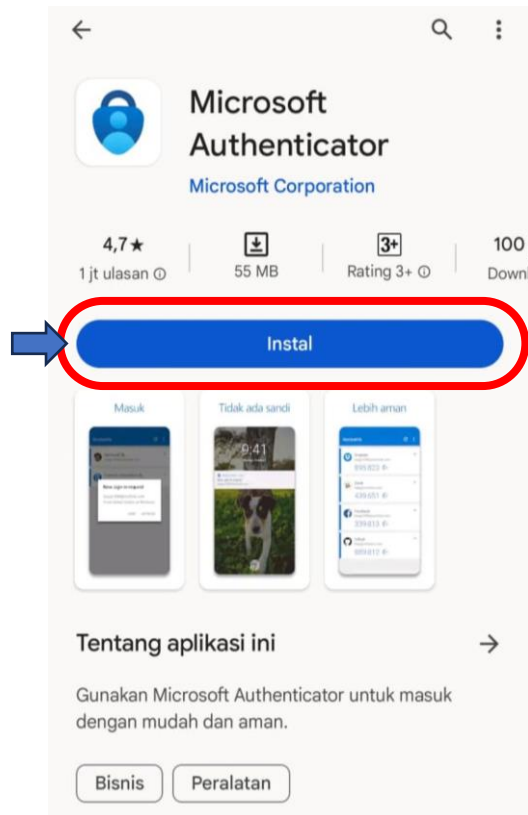 Microsoft
Authenticator
Microsoft Corporation
4,7★
1 jt ulasan
55 MB
3+
Rating 3+
100
Downl
Instal
Masuk
Tidak ada sandi
Lebih aman
9:41
Tentang aplikasi ini
Gunakan Microsoft Authenticator untuk masuk
dengan mudah dan aman.
Bisnis
Peralatan